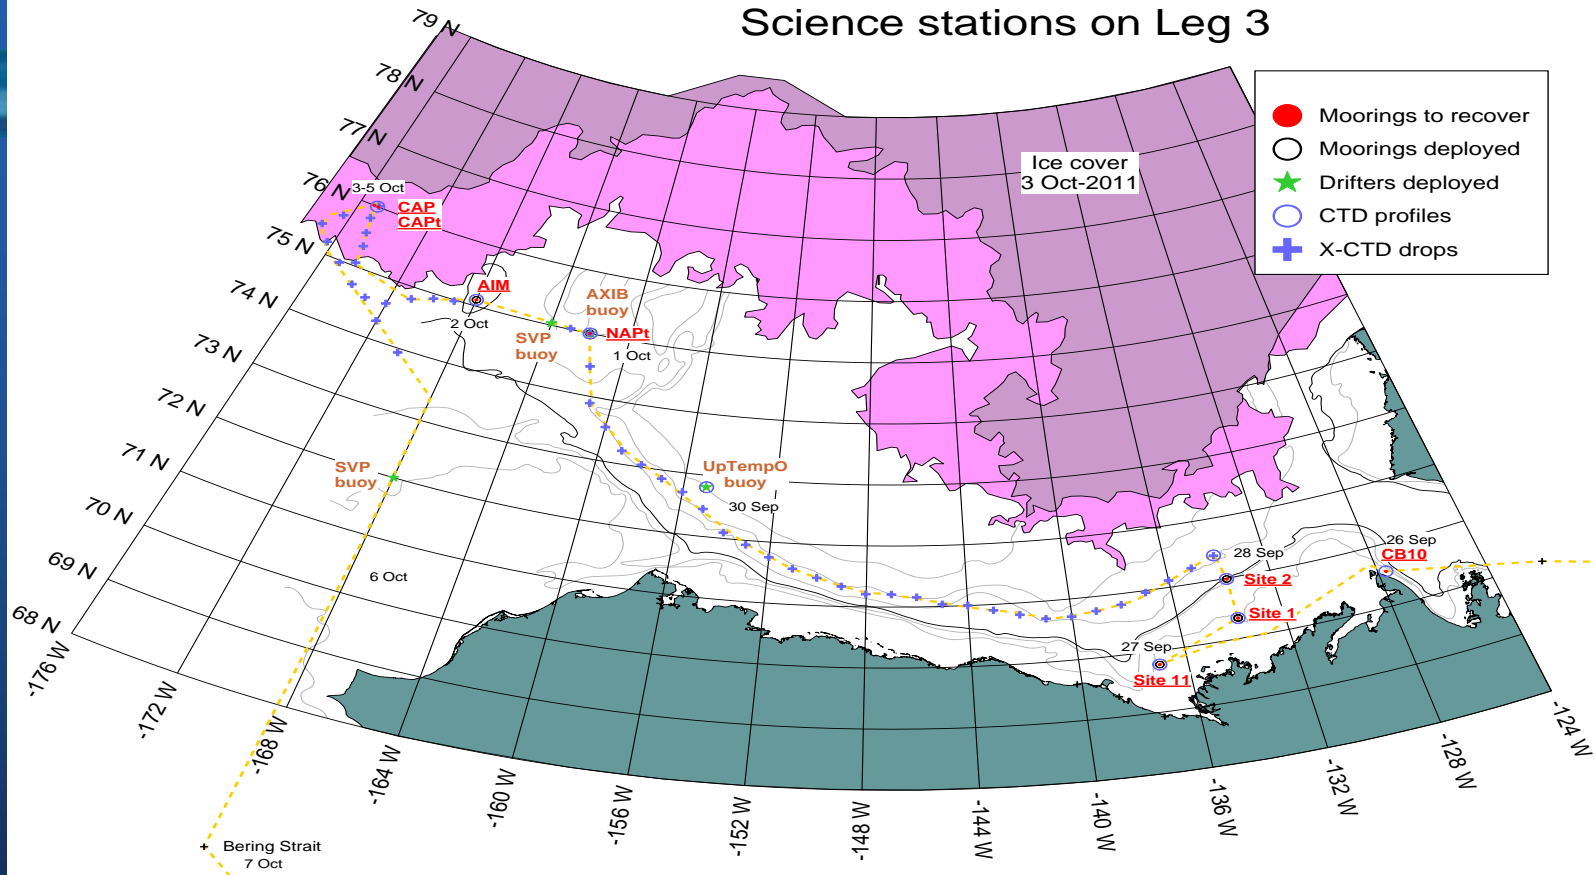 Science stations on Leg 3
Moorings to recover
Moorings deployed
Drifters deployed
CTD profiles
X-CTD drops
Ice cover
3 Oct-2011
79 N
78 N
77 N
76 N
75 N
74 N
73 N
72 N
71 N
70 N
69 N
68 N
3-5 Oct
CAP
CAPt
AIM
2 Oct
AXIB
buoy
SVP
buoy
NAPt
1 Oct
SVP
buoy
UpTempO
buoy
30 Sep
6 Oct
28 Sep
Site 2
26 Sep
CB10
Site 1
27 Sep
Site 11
-176 W
-172 W
-168 W
-164 W
-160 W
-156 W
-152 W
-148 W
-144 W
-140 W
-136 W
-132 W
-128 W
-124 W
Bering Strait
7 Oct